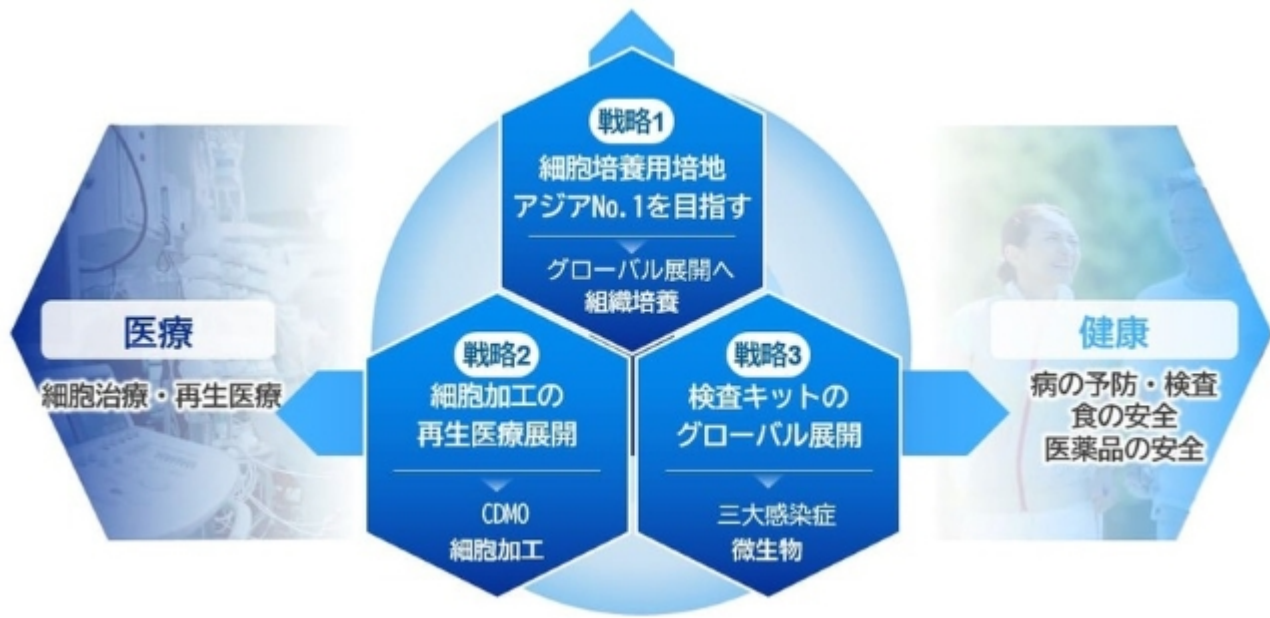 戦略1
細胞培養用培地
アジアNo.1を目指す
グローバル展開へ
組織培養
医療
細胞治療・再生医療
戦略2
細胞加工の
再生医療展開
CDMO
細胞加工
戦略3
検査キットの
グローバル展開
三大感染症
微生物
健康
病の予防・検査
食の安全
医薬品の安全